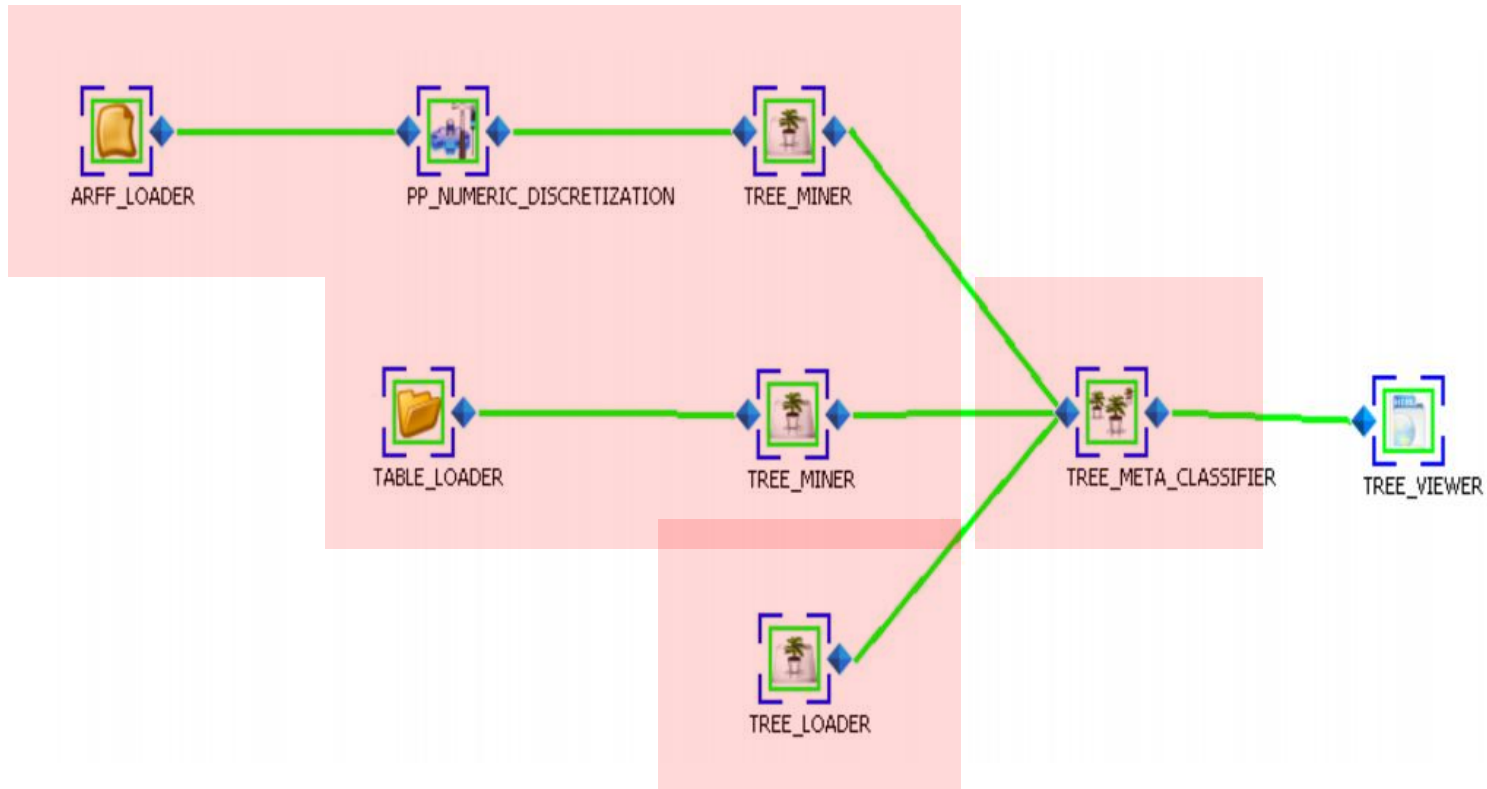 ARFF_LOADER
PP_NUMERIC_DISCRETIZATION
TREE_MINER
TABLE_LOADER
TREE_MINER
TREE_META_CLASSIFIER
TREE_VIEWER
TREE_LOADER